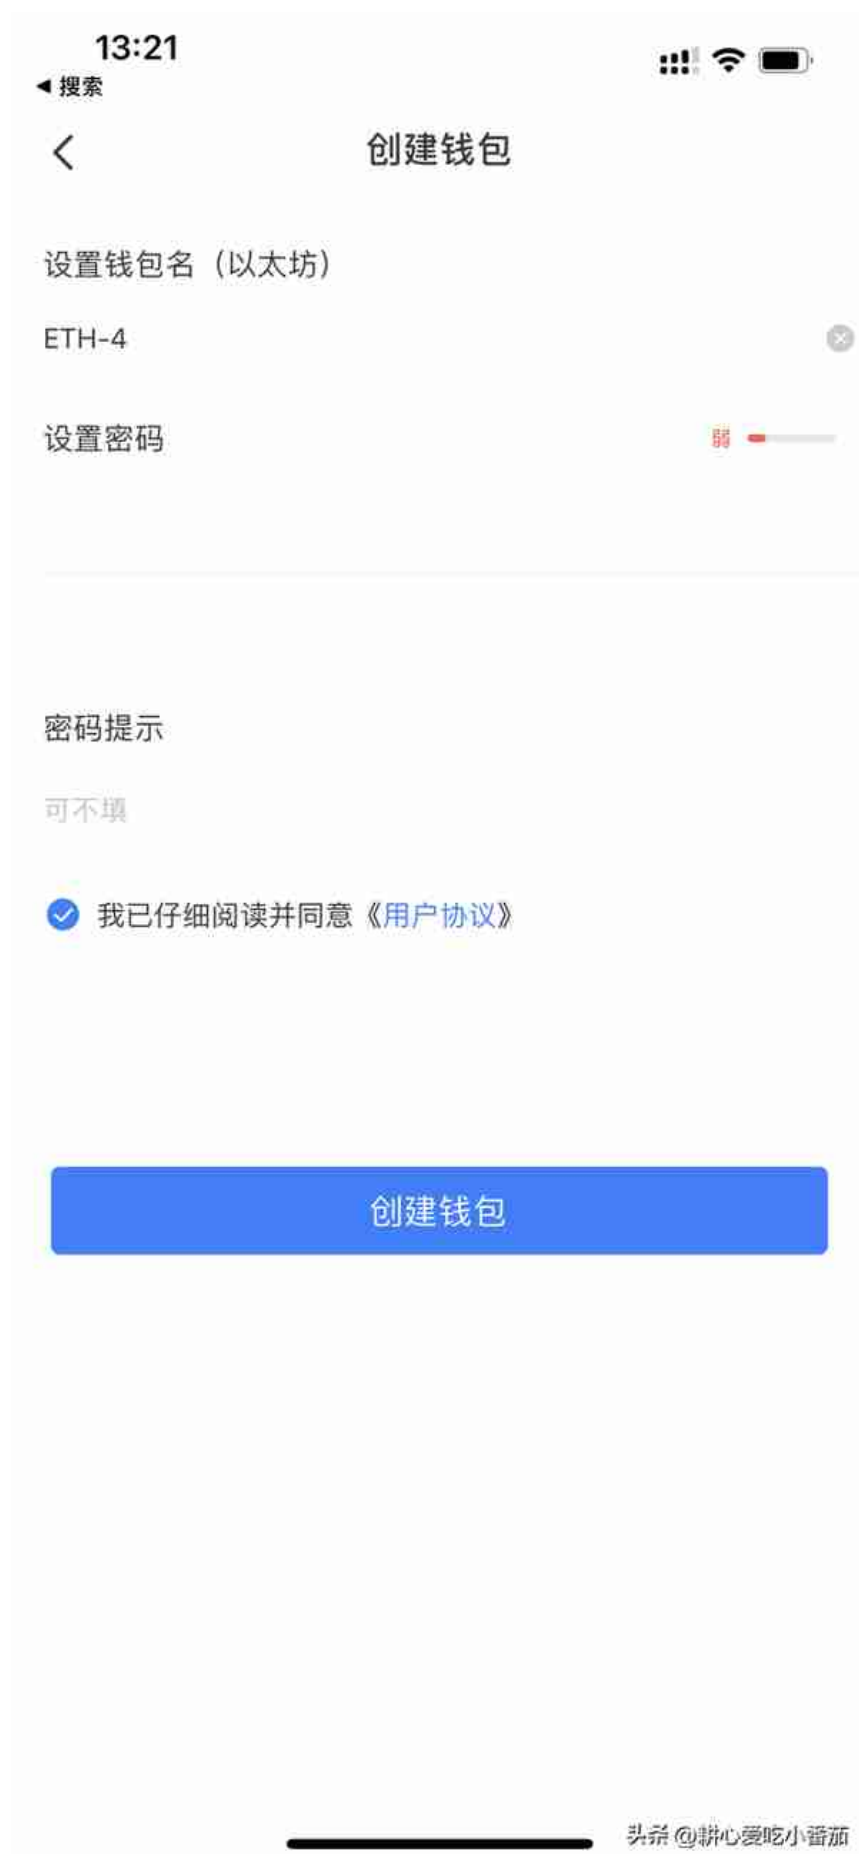 13:21
◀ 搜索
创建钱包
设置钱包名（以太坊）
ETH-4
设置密码
弱
密码提示
可不填
我已仔细阅读并同意《用户协议》
创建钱包
头条 @耕心爱吃小番茄